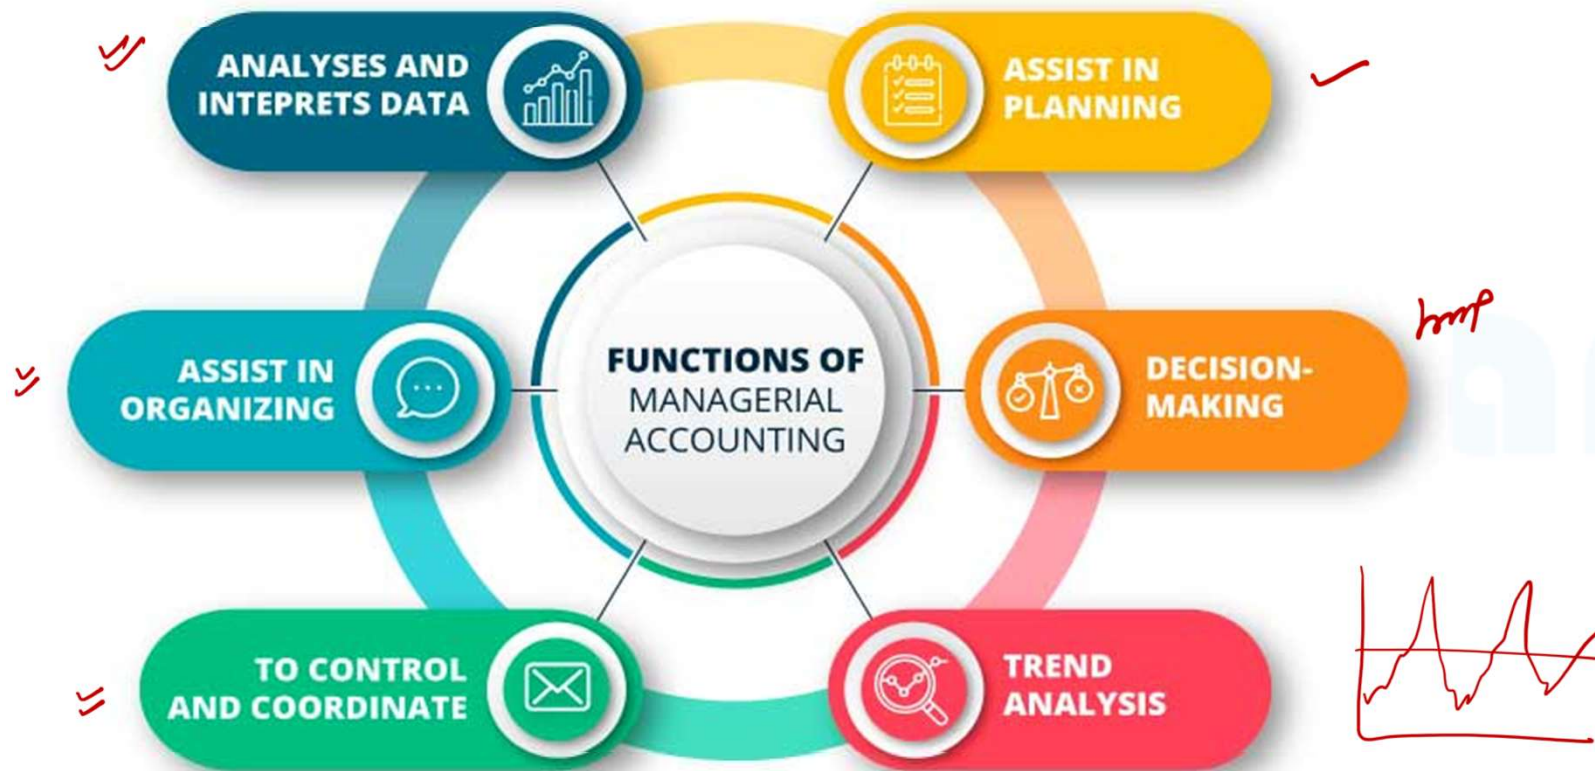 ANALYSES AND
INTEPRETS DATA
ASSIST IN
PLANNING
ASSIST IN
ORGANIZING
FUNCTIONS OF
MANAGERIAL
ACCOUNTING
DECISION-
MAKING
Imp
TO CONTROL
AND COORDINATE
TREND
ANALYSIS